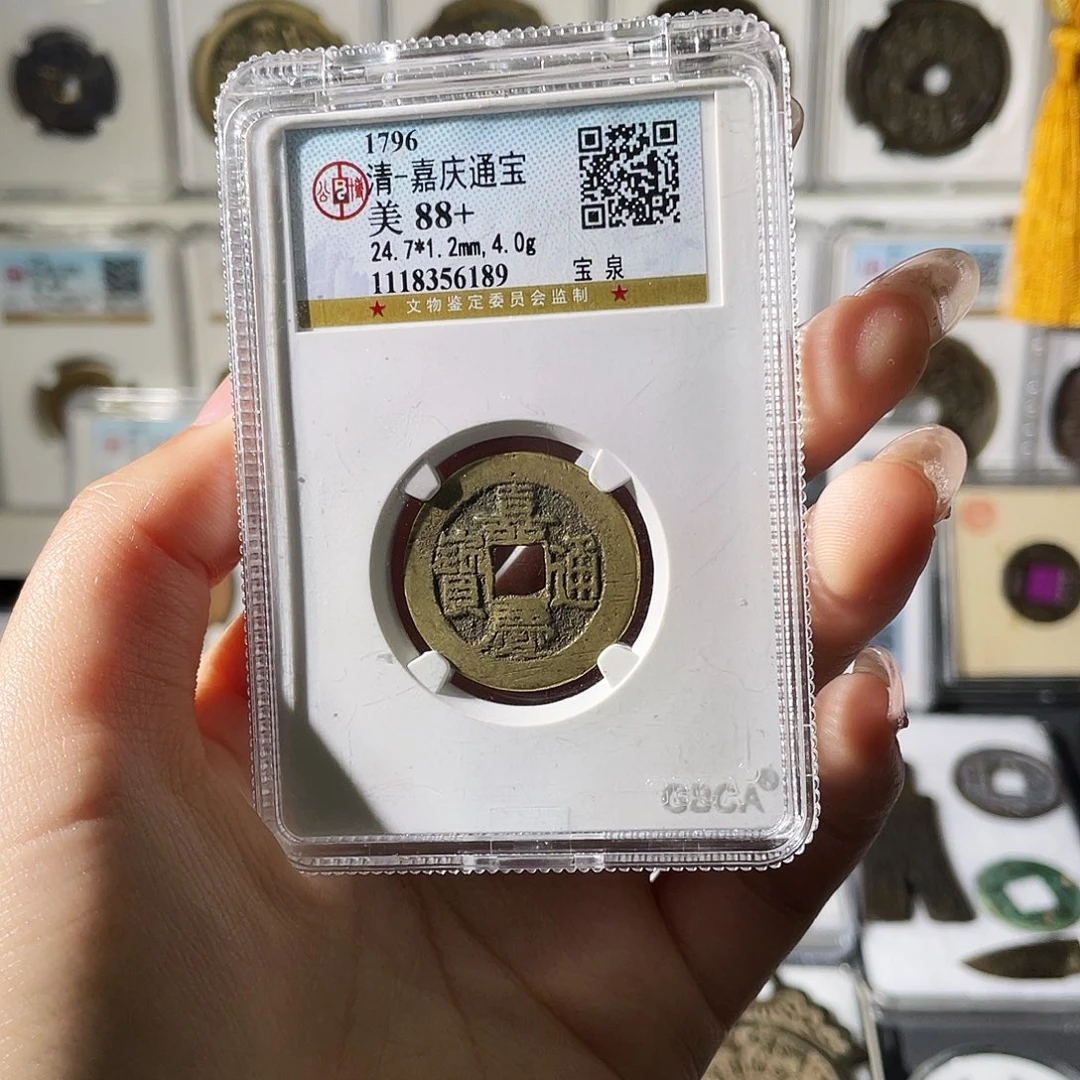 1796
清-嘉庆通宝
美 88+
24.7*1.2mm, 4.0g
1118356189 宝 泉
★ 文物鉴定委员会监制 ★
嘉
寶 通
慶
GBCA®